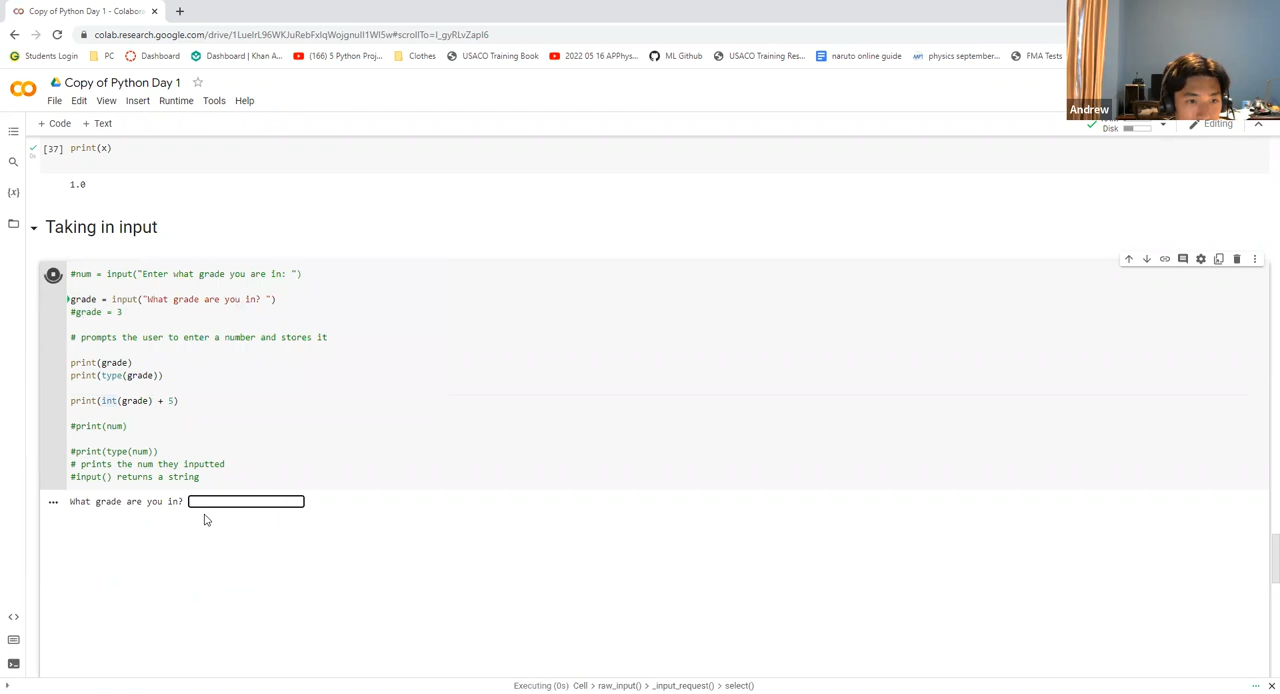 Copy of Python Day 1 - Colabora
colab.research.google.com/drive/1LueIrL96WKJuRebFxIqWojgnuIl1WI5w#scrollTo=I_gyRLvZapI6
Students Login PC Dashboard Dashboard | Khan A... (166) 5 Python Proj... Clothes USACO Training Book 2022 05 16 APPhys... ML Github USACO Training Res... naruto online guide physics september... FMA Tests
Copy of Python Day 1
File Edit View Insert Runtime Tools Help
Andrew
+ Code + Text
Disk
Editing
[37] print(x)
0s
1.0
Taking in input
#num = input("Enter what grade you are in: ")
grade = input("What grade are you in? ")
#grade = 3
# prompts the user to enter a number and stores it
print(grade)
print(type(grade))
print(int(grade) + 5)
#print(num)
#print(type(num))
# prints the num they inputted
#input() returns a string
What grade are you in?
Executing (0s) Cell > raw_input() > _input_request() > select()